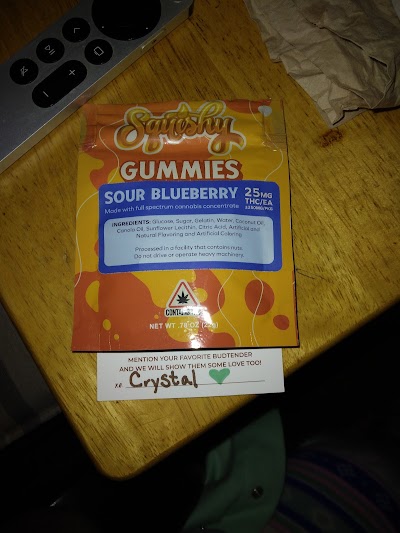 Squishy
GUMMIES
SOUR BLUEBERRY 25MG
THC/EA
Made with full spectrum cannabis concentrate
INGREDIENTS: Glucose, Sugar, Gelatin, Water, Coconut Oil,
Canola Oil, Sunflower Lecithin, Citric Acid, Artificial and
Natural Flavoring and Artificial Coloring
Processed in a facility that contains nuts.
Do not drive or operate heavy machinery.
NET WT
OZ
MENTION YOUR FAVORITE BUDTENDER
AND WE WILL SHOW THEM SOME LOVE TOO!
xo Crystal